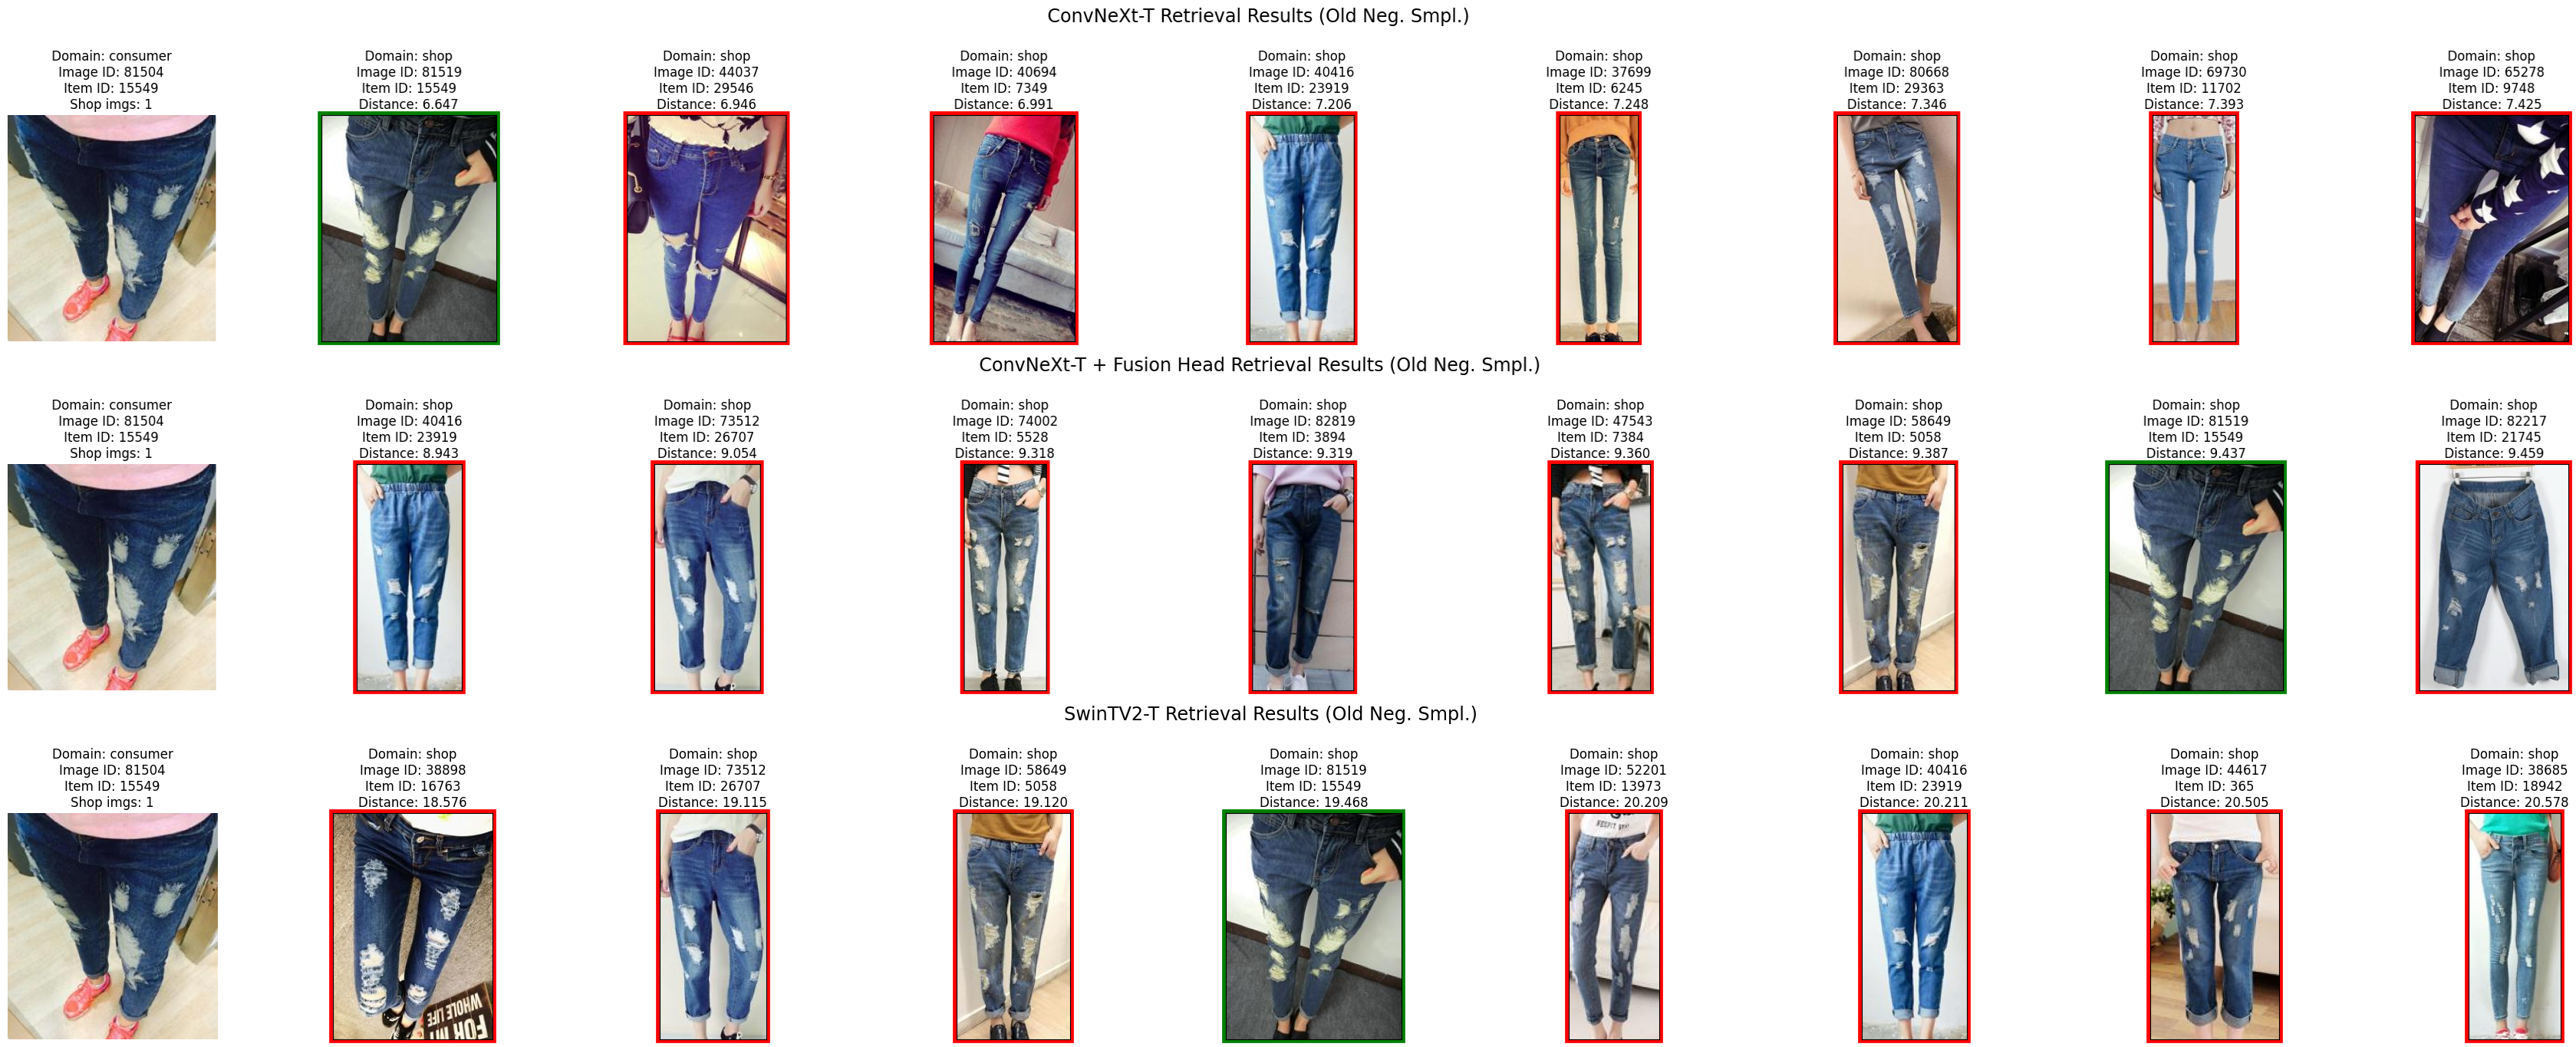 ConvNeXt-T Retrieval Results (Old Neg. Smpl.)
Domain: consumer
Image ID: 81504
Item ID: 15549
Shop imgs: 1
Domain: shop
Image ID: 81519
Item ID: 15549
Distance: 6.647
Domain: shop
Image ID: 44037
Item ID: 29546
Distance: 6.946
Domain: shop
Image ID: 40694
Item ID: 7349
Distance: 6.991
Domain: shop
Image ID: 40416
Item ID: 23919
Distance: 7.206
Domain: shop
Image ID: 37699
Item ID: 6245
Distance: 7.248
Domain: shop
Image ID: 80668
Item ID: 29363
Distance: 7.346
Domain: shop
Image ID: 69730
Item ID: 11702
Distance: 7.393
Domain: shop
Image ID: 65278
Item ID: 9748
Distance: 7.425
ConvNeXt-T + Fusion Head Retrieval Results (Old Neg. Smpl.)
Domain: consumer
Image ID: 81504
Item ID: 15549
Shop imgs: 1
Domain: shop
Image ID: 40416
Item ID: 23919
Distance: 8.943
Domain: shop
Image ID: 73512
Item ID: 26707
Distance: 9.054
Domain: shop
Image ID: 74002
Item ID: 5528
Distance: 9.318
Domain: shop
Image ID: 82819
Item ID: 3894
Distance: 9.319
Domain: shop
Image ID: 47543
Item ID: 7384
Distance: 9.360
Domain: shop
Image ID: 58649
Item ID: 5058
Distance: 9.387
Domain: shop
Image ID: 81519
Item ID: 15549
Distance: 9.437
Domain: shop
Image ID: 82217
Item ID: 21745
Distance: 9.459
SwinTV2-T Retrieval Results (Old Neg. Smpl.)
Domain: consumer
Image ID: 81504
Item ID: 15549
Shop imgs: 1
Domain: shop
Image ID: 38898
Item ID: 16763
Distance: 18.576
WHOLE LIFE
FOR MY
Domain: shop
Image ID: 73512
Item ID: 26707
Distance: 19.115
Domain: shop
Image ID: 58649
Item ID: 5058
Distance: 19.120
Domain: shop
Image ID: 81519
Item ID: 15549
Distance: 19.468
Domain: shop
Image ID: 52201
Item ID: 13973
Distance: 20.209
Domain: shop
Image ID: 40416
Item ID: 23919
Distance: 20.211
Domain: shop
Image ID: 44617
Item ID: 365
Distance: 20.505
Domain: shop
Image ID: 38685
Item ID: 18942
Distance: 20.578